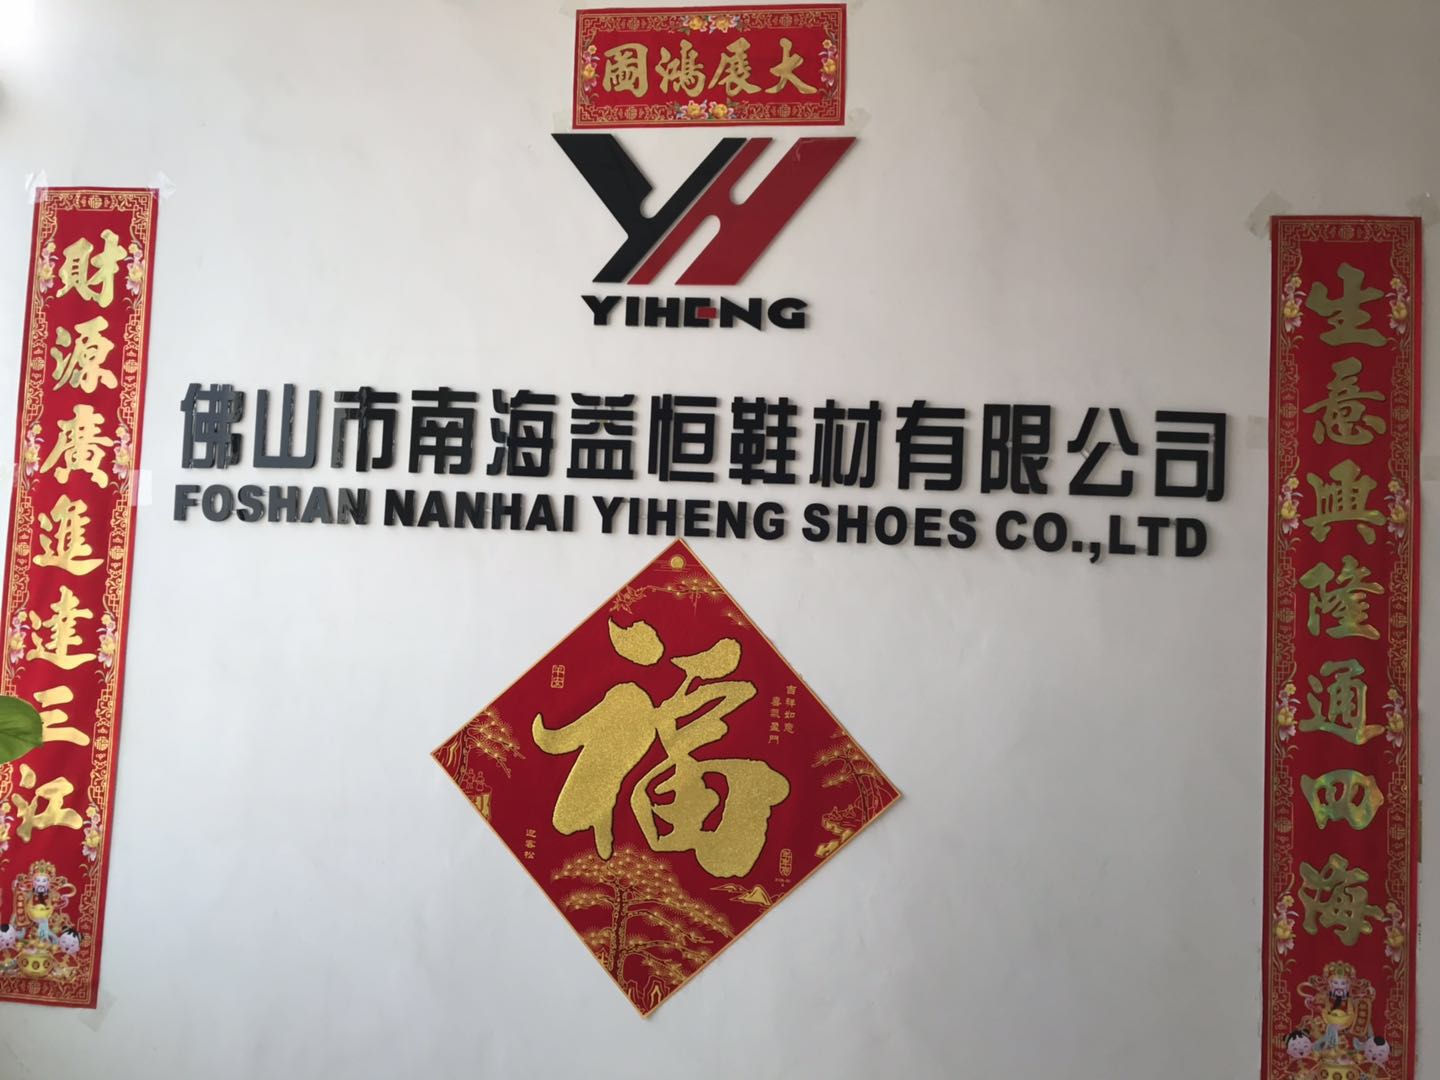 大展鴻圖
YIHENG
佛山市南海益恒鞋材有限公司
FOSHAN NANHAI YIHENG SHOES CO.,LTD
生意興隆通四海
財源廣進達三江
福
吉祥如意
喜氣盈門
迎客松